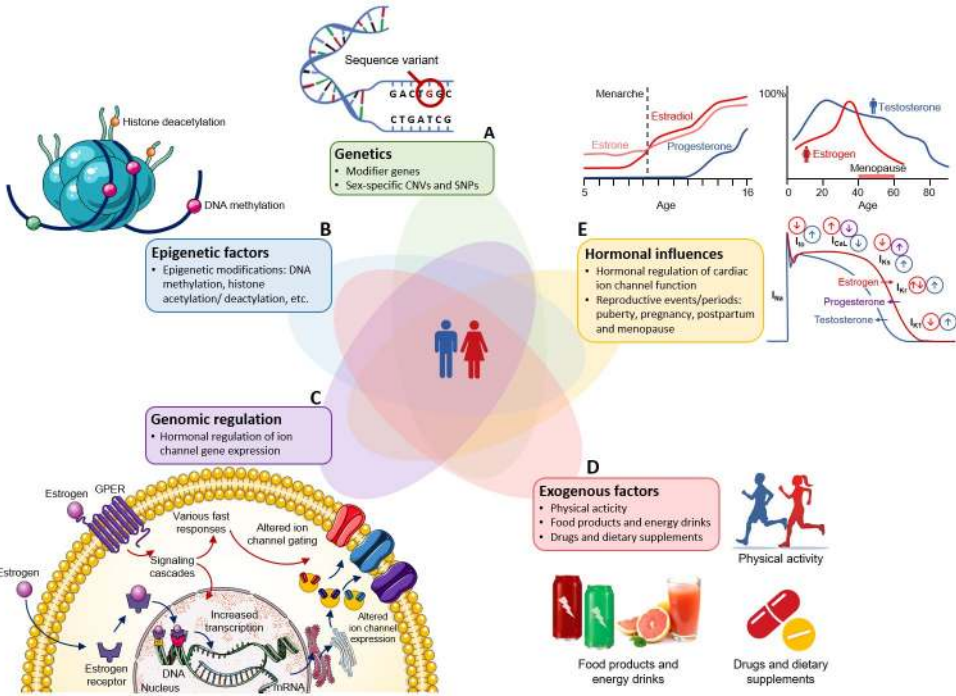 Sequence variant
GACTGGC
CTGATCG
A
Genetics
• Modifier genes
• Sex-specific CNVs and SNPs
Histone deacetylation
DNA methylation
B
Epigenetic factors
• Epigenetic modifications: DNA
methylation, histone
acetylation/ deactylation, etc.
Menarche
Estradiol
Estrone
Progesterone
5
16
Age
100%
Testosterone
Estrogen
Menopause
0
20
40
60
80
Age
E
Hormonal influences
• Hormonal regulation of cardiac
ion channel function
• Reproductive events/periods:
puberty, pregnancy, postpartum
and menopause
Ito
ICaL
IKs
INa
Estrogen
IKr
Progesterone
Testosterone
IK1
C
Genomic regulation
• Hormonal regulation of ion
channel gene expression
Estrogen
GPER
Various fast
responses
Altered ion
channel gating
Signaling
cascades
Estrogen
Increased
transcription
Altered
ion channel
expression
Estrogen
receptor
DNA
Nucleus
mRNA
D
Exogenous factors
• Physical acticity
• Food products and energy drinks
• Drugs and dietary supplements
Physical activity
Food products and
energy drinks
Drugs and dietary
supplements